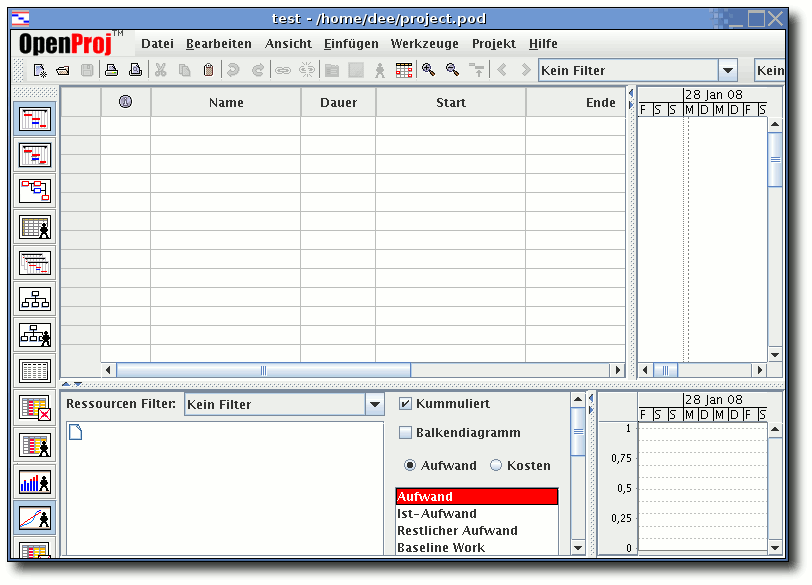 test - /home/dee/project.pod
OpenProj™ Datei Bearbeiten Ansicht Einfügen Werkzeuge Projekt Hilfe
Kein Filter Kein
Name Dauer Start Ende
28 Jan 08
F S S M D M D F S
Ressourcen Filter: Kein Filter
Kummuliert
Balkendiagramm
Aufwand Kosten
Aufwand
Ist-Aufwand
Restlicher Aufwand
Baseline Work
28 Jan 08
F S S M D M D F S
1
0,75
0,5
0,25
0